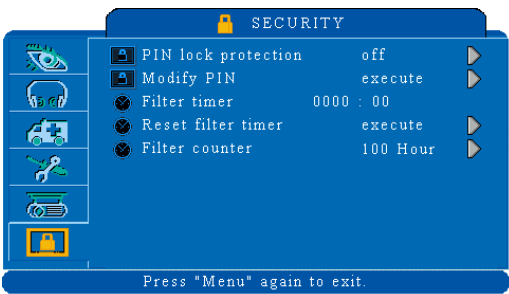 SECURITY
PIN lock protection off
Modify PIN execute
Filter timer 0000 : 00
Reset filter timer execute
Filter counter 100 Hour
Press "Menu" again to exit.